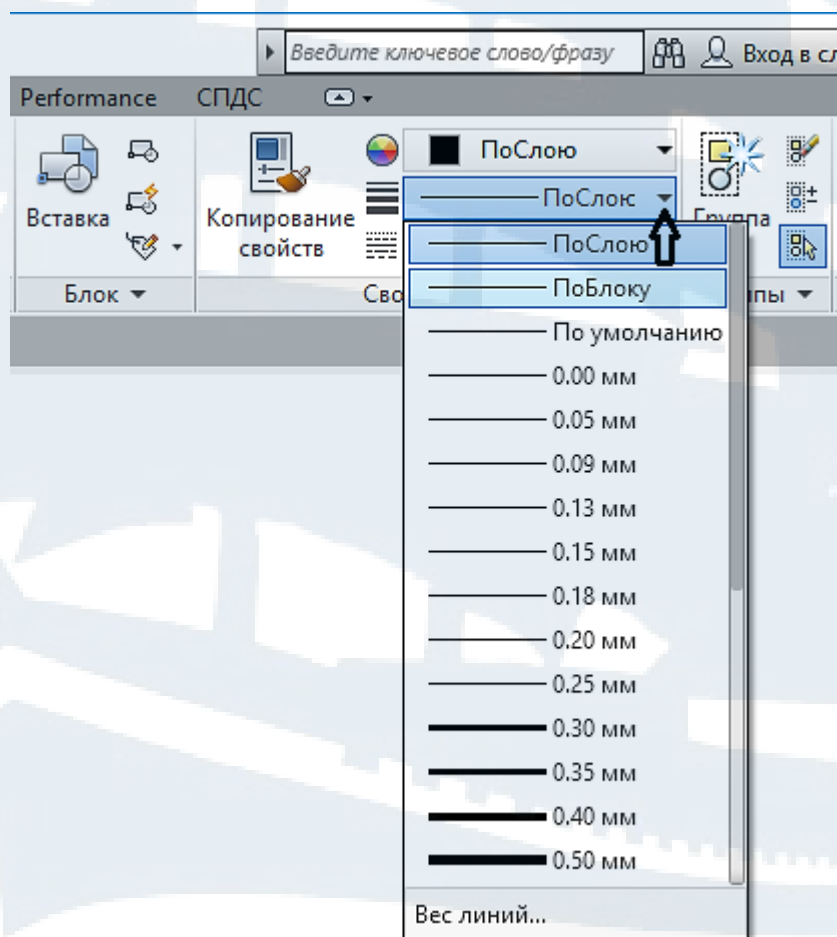 Введите ключевое слово/фразу Вход в сл
Performance СПДС
ПоСлою
ПоСлок
Вставка
Копирование
свойств
Группа
Блок
Сво
ппы
ПоСлою
ПоБлоку
По умолчанию
0.00 мм
0.05 мм
0.09 мм
0.13 мм
0.15 мм
0.18 мм
0.20 мм
0.25 мм
0.30 мм
0.35 мм
0.40 мм
0.50 мм
Вес линий...